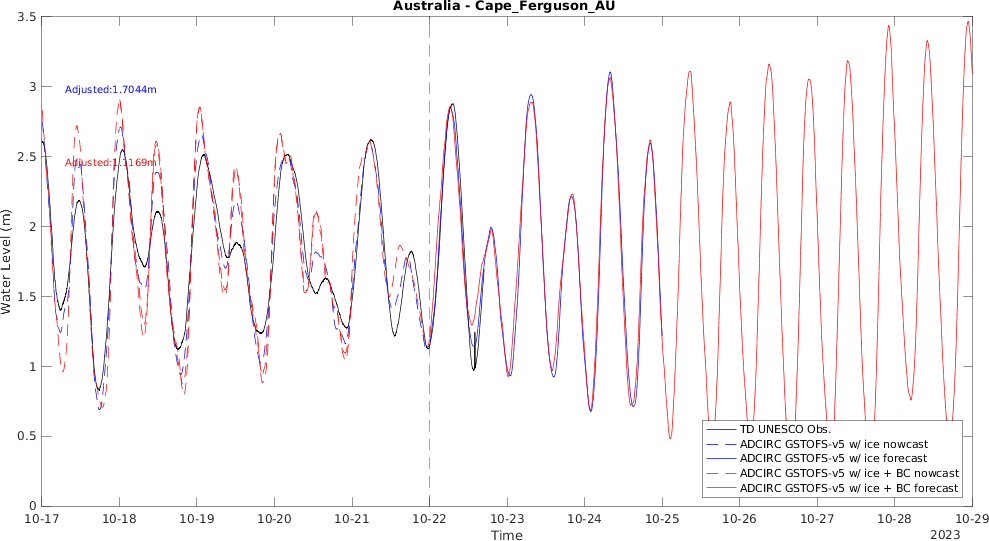 Australia - Cape_Ferguson_AU
3.5
3
2.5
2
1.5
1
0.5
0
Water Level (m)
Adjusted:1.7044m
Adjusted:1.1169m
TD UNESCO Obs.
ADCIRC GSTOFS-v5 w/ ice nowcast
ADCIRC GSTOFS-v5 w/ ice forecast
ADCIRC GSTOFS-v5 w/ ice + BC nowcast
ADCIRC GSTOFS-v5 w/ ice + BC forecast
10-17 10-18 10-19 10-20 10-21 10-22 10-23 10-24 10-25 10-26 10-27 10-28 10-29
Time
2023